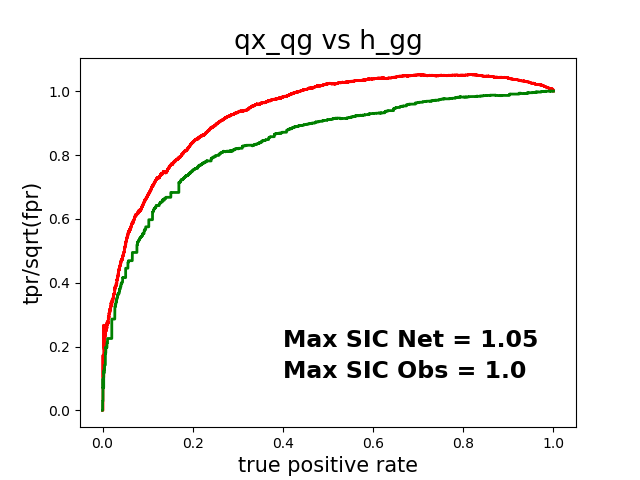 qx_qg vs h_gg
tpr/sqrt(fpr)
1.0
0.8
0.6
0.4
0.2
0.0
Max SIC Net = 1.05
Max SIC Obs = 1.0
0.0 0.2 0.4 0.6 0.8 1.0
true positive rate